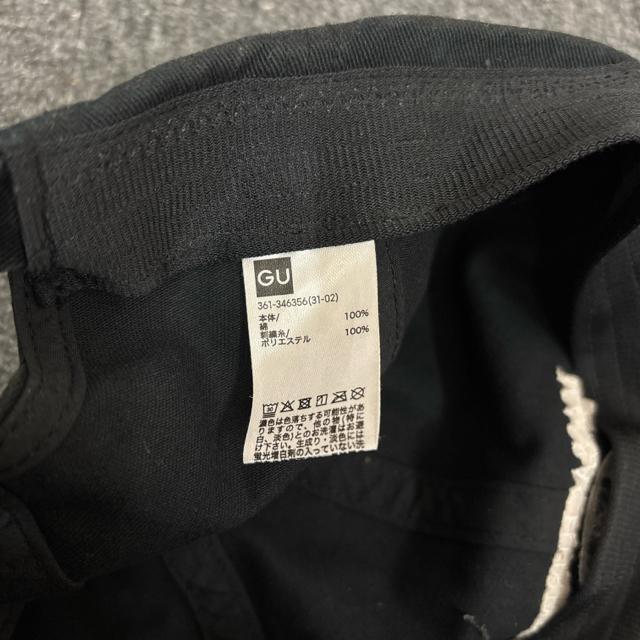 GU
361-346356(31-02)
本体/
綿 100%
刺繍糸/
ポリエステル 100%
濃色は色落ちする可能性があ
りますので、他の物(特に
白、淡色)とのお洗濯はお避
け下さい。生成り・淡色は
蛍光増白剤の入っていない洗